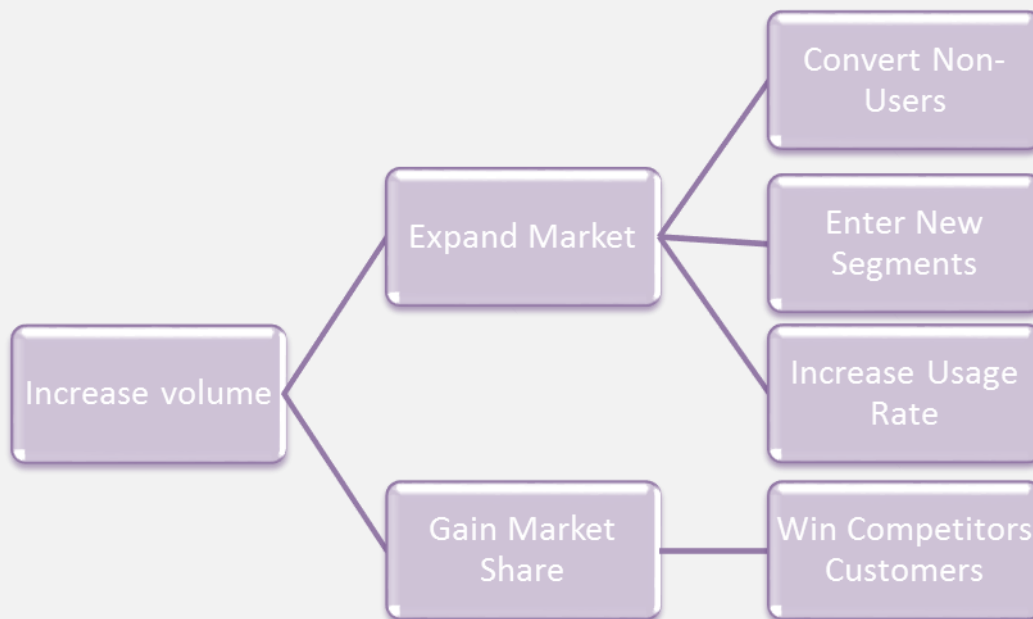 Convert Non-
Users
Expand Market
Enter New
Segments
Increase volume
Increase Usage
Rate
Gain Market
Share
Win Competitors
Customers